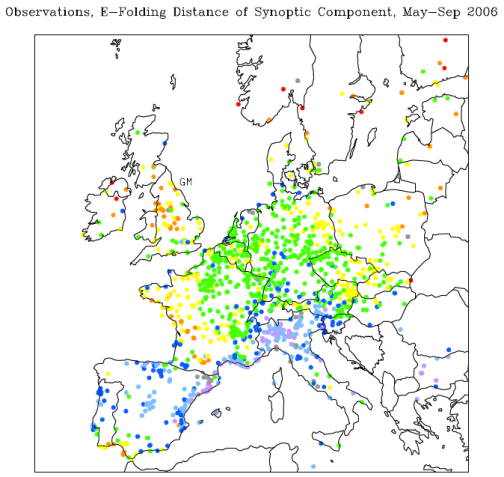 Observations, E-Folding Distance of Synoptic Component, May-Sep 2006
GM